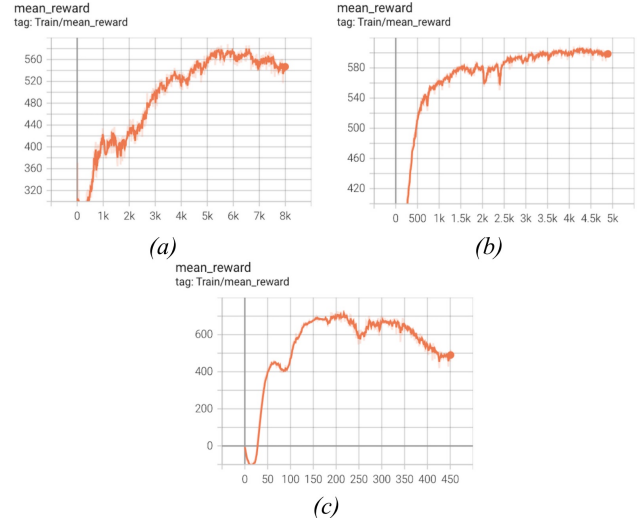 mean_reward
tag: Train/mean_reward
560
520
480
440
400
360
320
0
1k
2k
3k
4k
5k
6k
7k
8k
(a)
mean_reward
tag: Train/mean_reward
580
540
500
460
420
0
500
1k
1.5k
2k
2.5k
3k
3.5k
4k
4.5k
5k
(b)
mean_reward
tag: Train/mean_reward
600
400
200
0
0
50
100
150
200
250
300
350
400
450
(c)